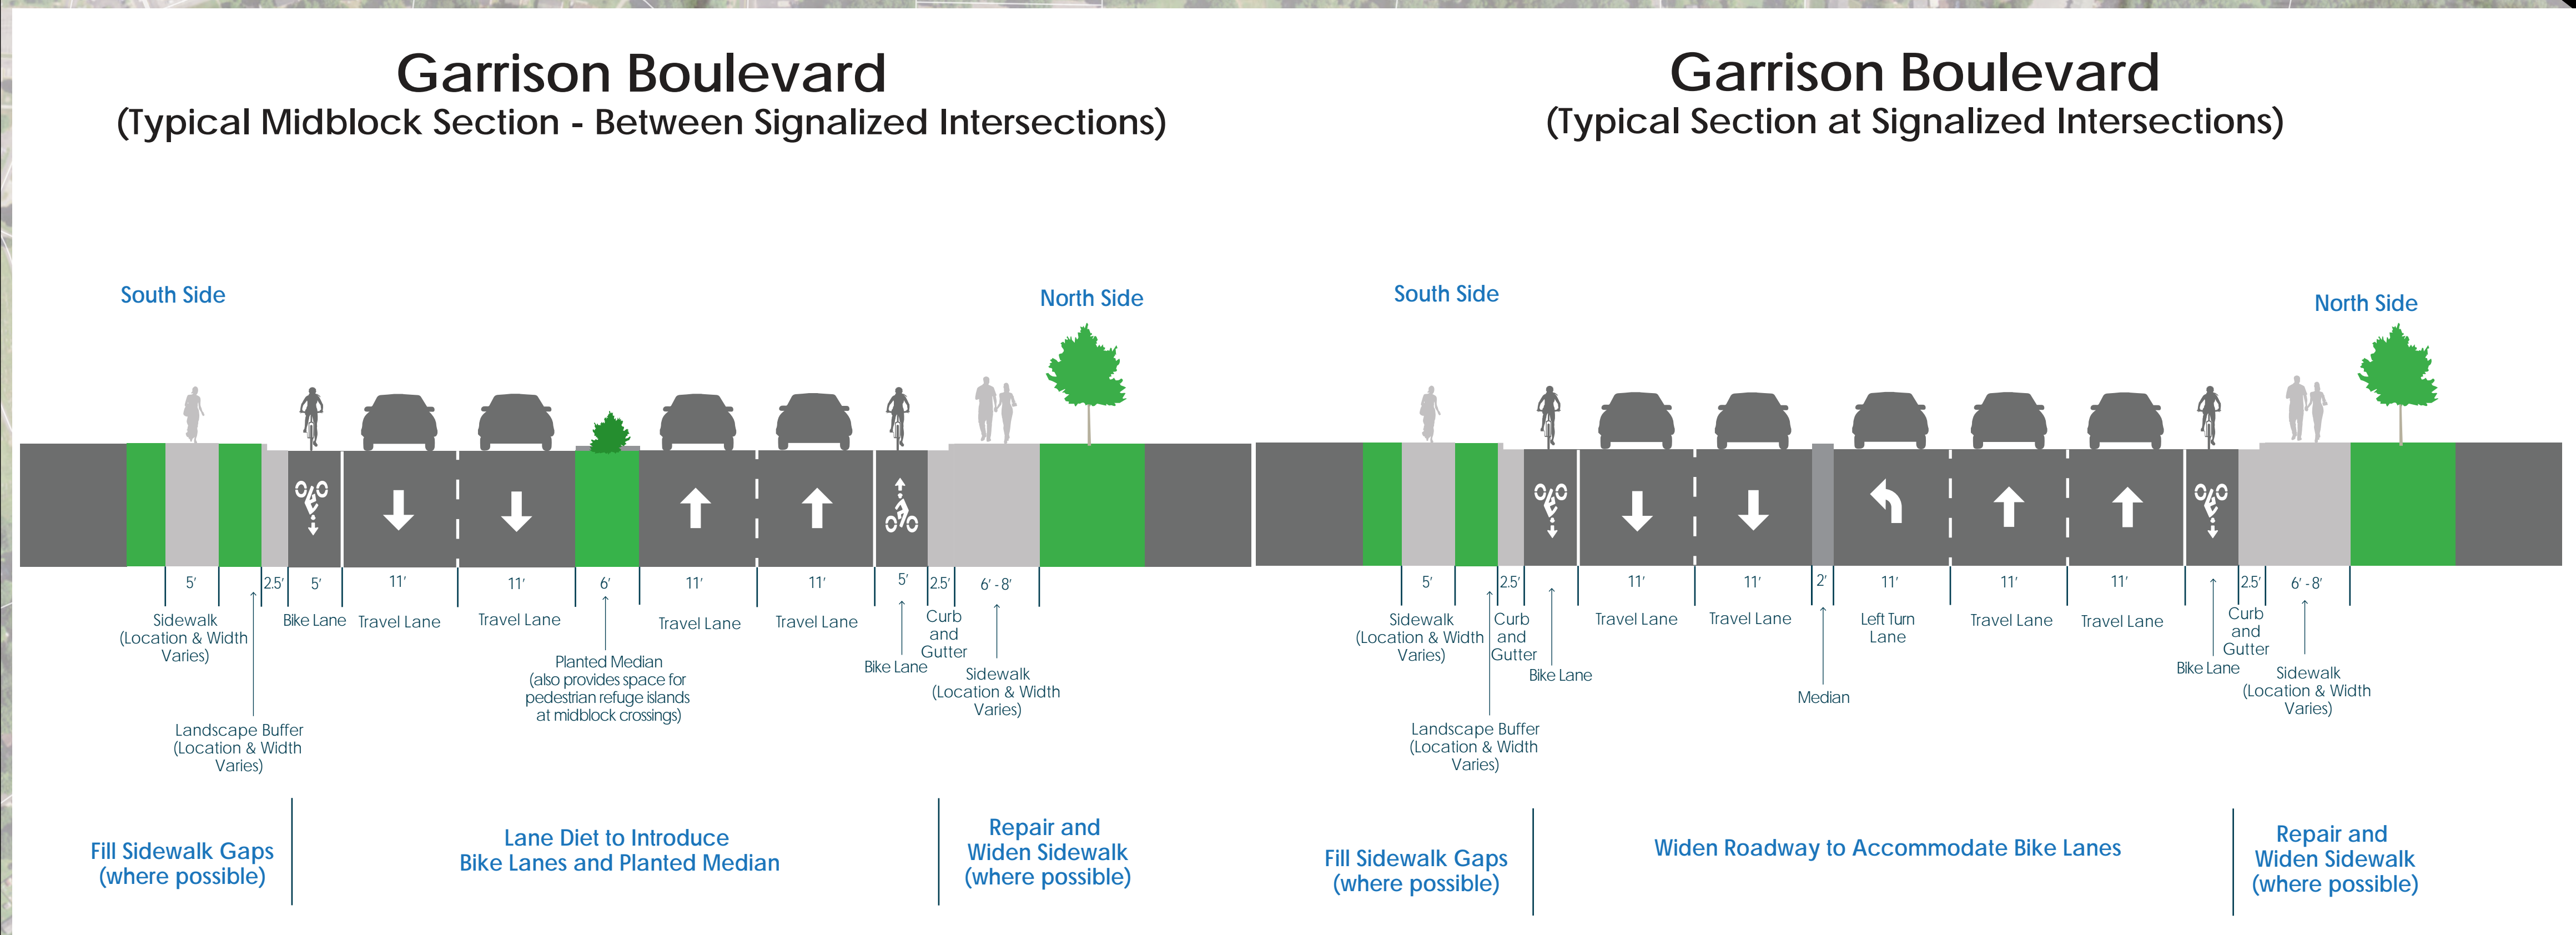 Garrison Boulevard
(Typical Midblock Section - Between Signalized Intersections)
South Side
North Side
5'
2.5'
5'
11'
11'
6'
11'
11'
5'
2.5'
6' - 8'
Sidewalk
(Location & Width
Varies)
Landscape Buffer
(Location & Width
Varies)
Bike Lane
Travel Lane
Travel Lane
Planted Median
(also provides space for
pedestrian refuge islands
at midblock crossings)
Travel Lane
Travel Lane
Bike Lane
Curb
and
Gutter
Sidewalk
(Location & Width
Varies)
Fill Sidewalk Gaps
(where possible)
Lane Diet to Introduce
Bike Lanes and Planted Median
Repair and
Widen Sidewalk
(where possible)
Garrison Boulevard
(Typical Section at Signalized Intersections)
South Side
North Side
5'
2.5'
11'
11'
2'
11'
11'
11'
2.5'
6' - 8'
Sidewalk
(Location & Width
Varies)
Landscape Buffer
(Location & Width
Varies)
Curb
and
Gutter
Bike Lane
Travel Lane
Travel Lane
Median
Left Turn
Lane
Travel Lane
Travel Lane
Bike Lane
Curb
and
Gutter
Sidewalk
(Location & Width
Varies)
Fill Sidewalk Gaps
(where possible)
Widen Roadway to Accommodate Bike Lanes
Repair and
Widen Sidewalk
(where possible)